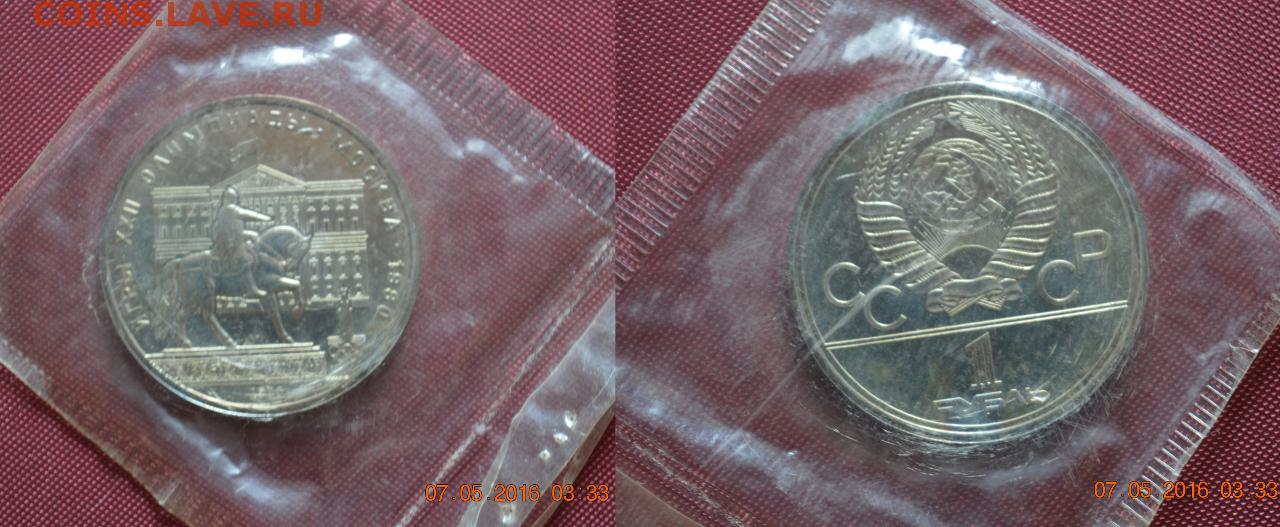 COINS.LAVE.RU
ИГРЫ XXII ОЛИМПИАДЫ МОСКВА · 1980
07.05.2016 03:33
С С С Р
1
РУБЛЬ
07.05.2016 03:33